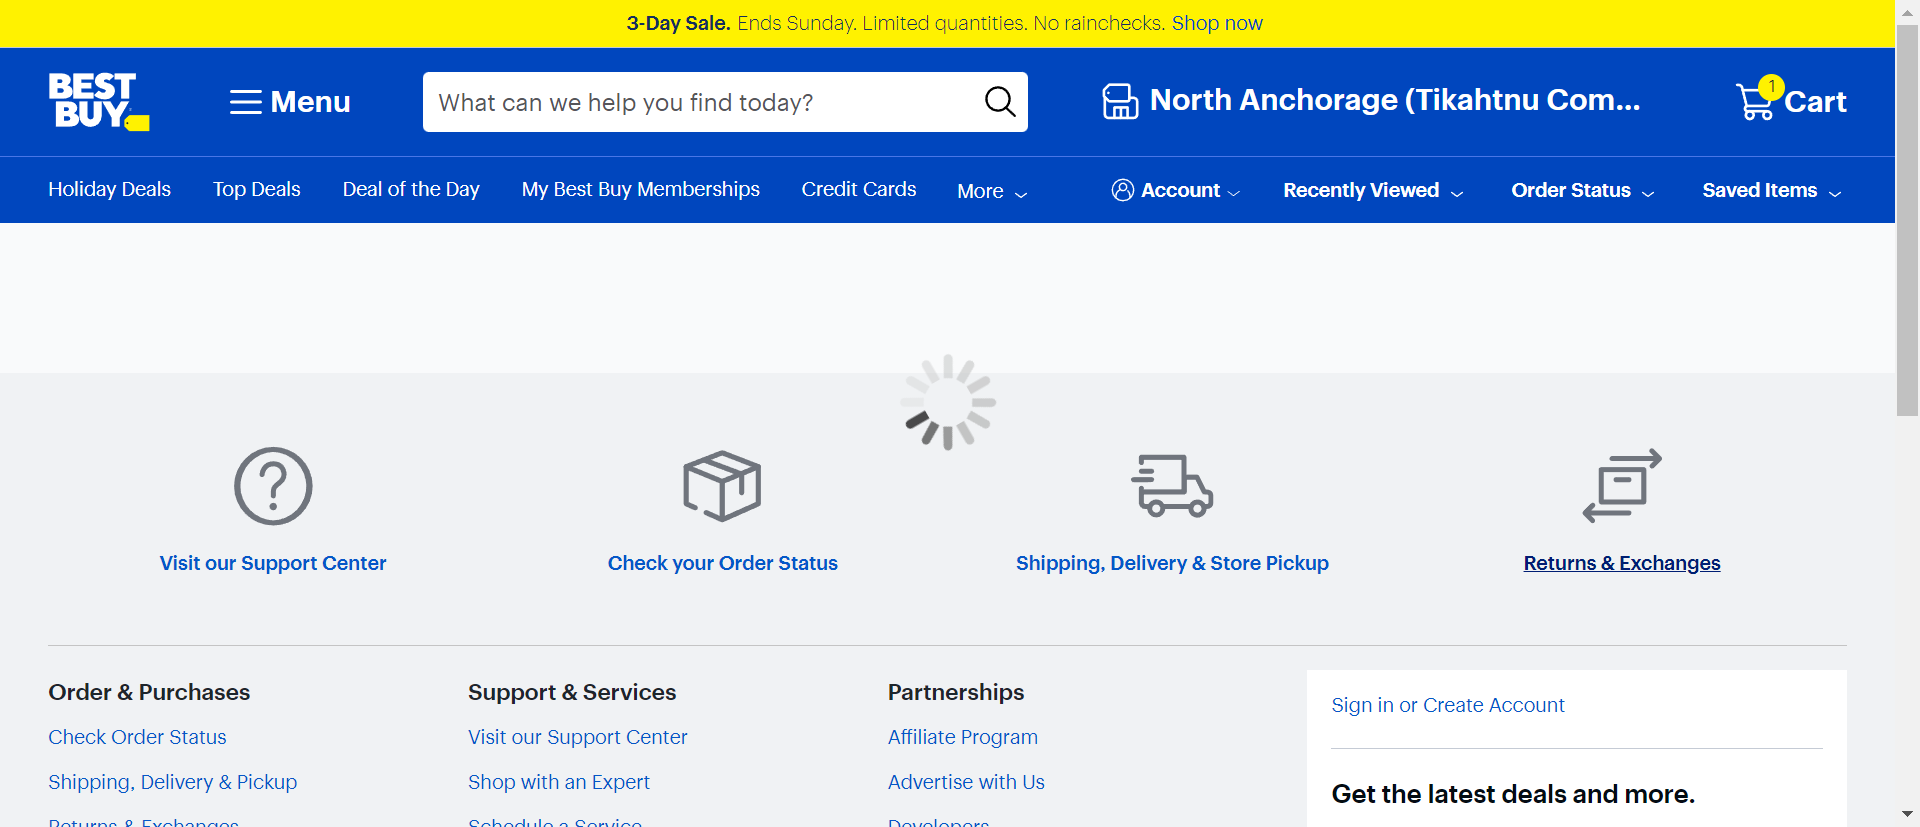 3-Day Sale. Ends Sunday. Limited quantities. No rainchecks. Shop now
BEST BUY
Menu
What can we help you find today?
North Anchorage (Tikahtnu Com...
1
Cart
Holiday Deals
Top Deals
Deal of the Day
My Best Buy Memberships
Credit Cards
More
Account
Recently Viewed
Order Status
Saved Items
Visit our Support Center
Check your Order Status
Shipping, Delivery & Store Pickup
Returns & Exchanges
Order & Purchases
Check Order Status
Shipping, Delivery & Pickup
Returns & Exchanges
Support & Services
Visit our Support Center
Shop with an Expert
Schedule a Service
Partnerships
Affiliate Program
Advertise with Us
Developers
Sign in or Create Account
Get the latest deals and more.